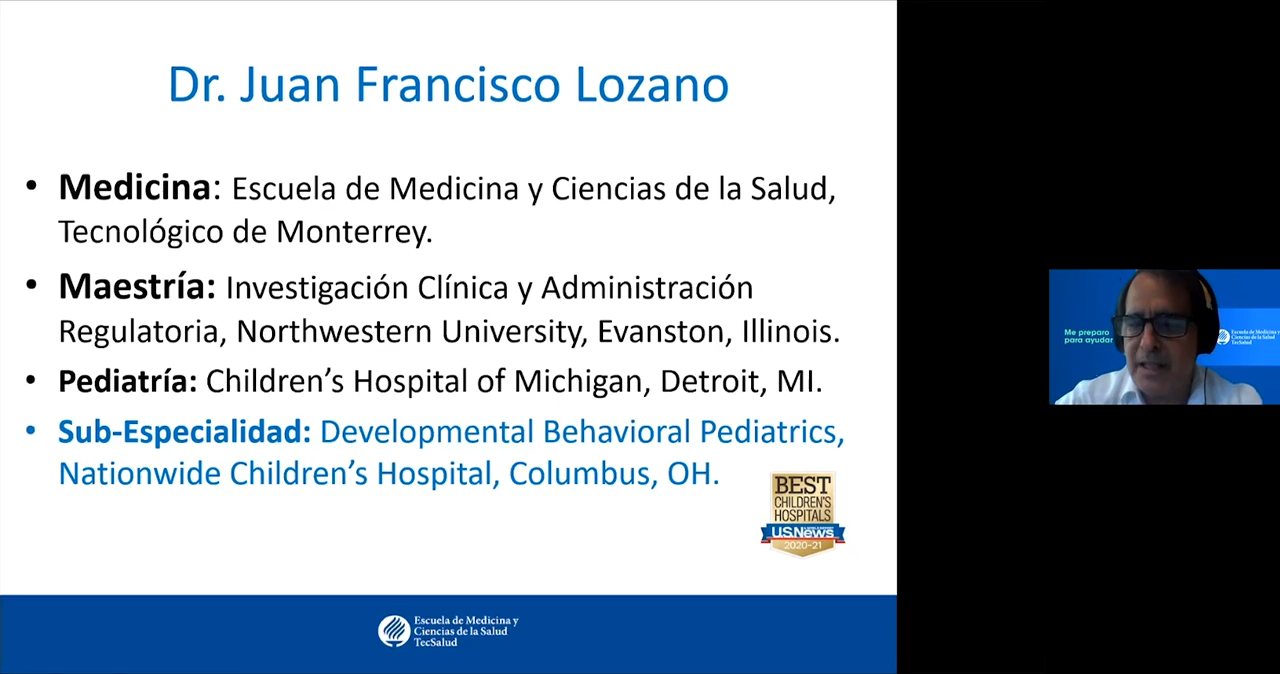 Dr. Juan Francisco Lozano
• Medicina: Escuela de Medicina y Ciencias de la Salud,
Tecnológico de Monterrey.
• Maestría: Investigación Clínica y Administración
Regulatoria, Northwestern University, Evanston, Illinois.
• Pediatría: Children’s Hospital of Michigan, Detroit, MI.
• Sub-Especialidad: Developmental Behavioral Pediatrics,
Nationwide Children’s Hospital, Columbus, OH.
BEST
CHILDREN'S
HOSPITALS
U.S.News
2020-21
Escuela de Medicina y
Ciencias de la Salud
TecSalud
Me preparo
para ayudar
Escuela de Medicina y
Ciencias de la Salud
TecSalud